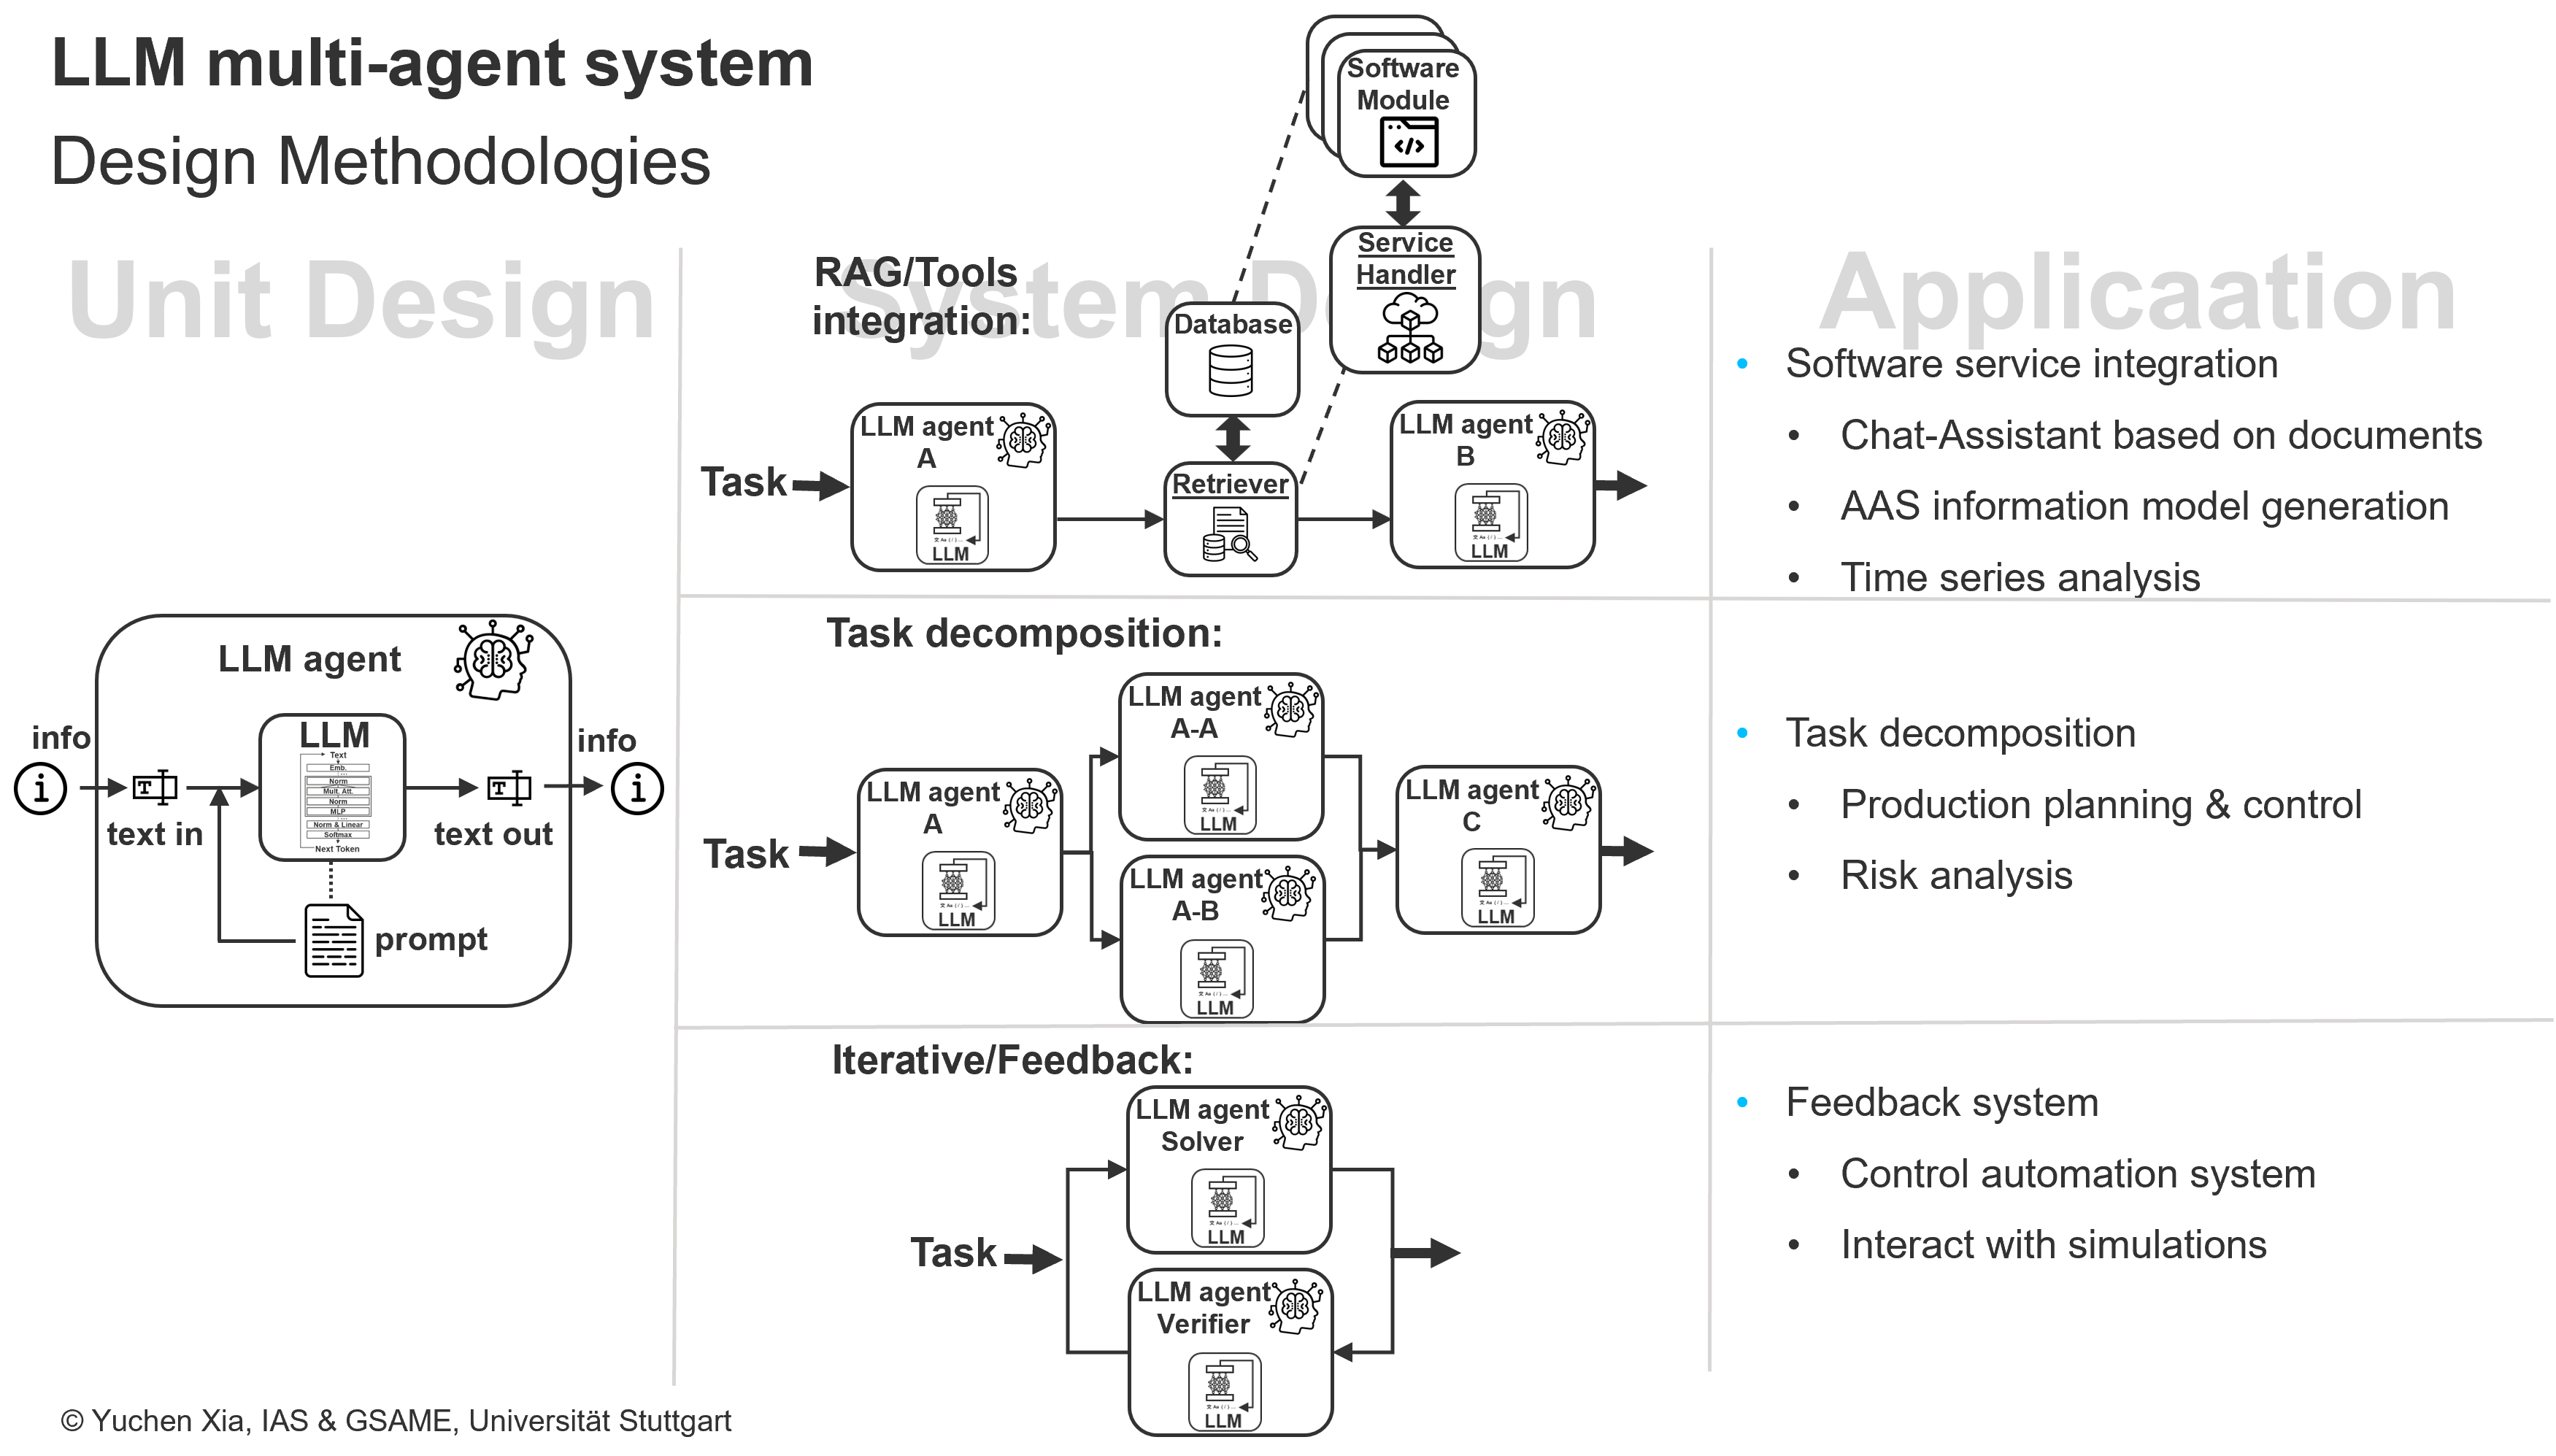 LLM multi-agent system
Design Methodologies
Unit Design
System Design
Applicaation
RAG/Tools
integration:
Software
Module
Service
Handler
Database
Task
LLM agent
A
LLM
Retriever
LLM agent
B
LLM
Software service integration
Chat-Assistant based on documents
AAS information model generation
Time series analysis
LLM agent
info
text in
LLM
Text
Emb.
Norm
Mult. Att.
Norm
MLP
Norm & Linear
Softmax
Next Token
text out
info
prompt
Task decomposition:
Task
LLM agent
A
LLM
LLM agent
A-A
LLM
LLM agent
A-B
LLM
LLM agent
C
LLM
Task decomposition
Production planning & control
Risk analysis
Iterative/Feedback:
Task
LLM agent
Solver
LLM
LLM agent
Verifier
LLM
Feedback system
Control automation system
Interact with simulations
© Yuchen Xia, IAS & GSAME, Universität Stuttgart